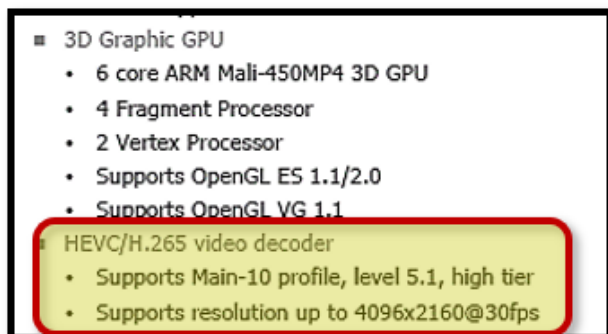 3D Graphic GPU
6 core ARM Mali-450MP4 3D GPU
4 Fragment Processor
2 Vertex Processor
Supports OpenGL ES 1.1/2.0
Supports OpenGL VG 1.1
HEVC/H.265 video decoder
Supports Main-10 profile, level 5.1, high tier
Supports resolution up to 4096x2160@30fps